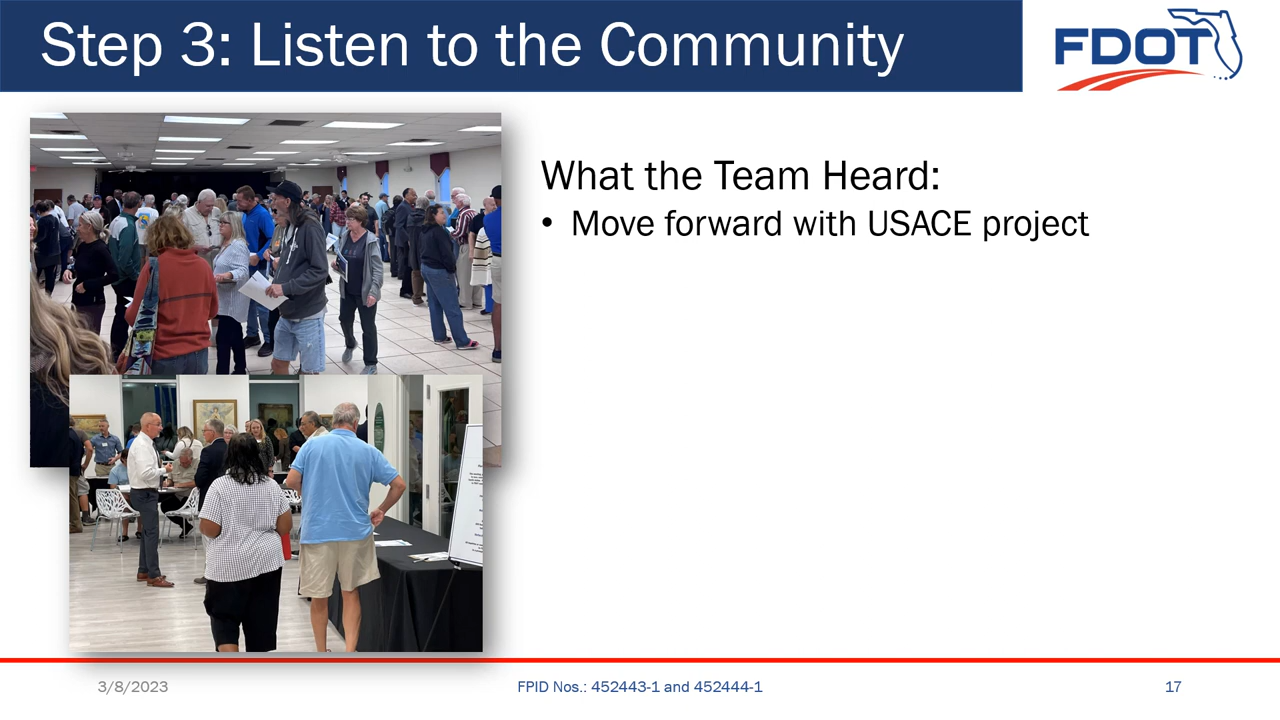 Step 3: Listen to the Community
FDOT
What the Team Heard:
• Move forward with USACE project
3/8/2023
FPID Nos.: 452443-1 and 452444-1
17